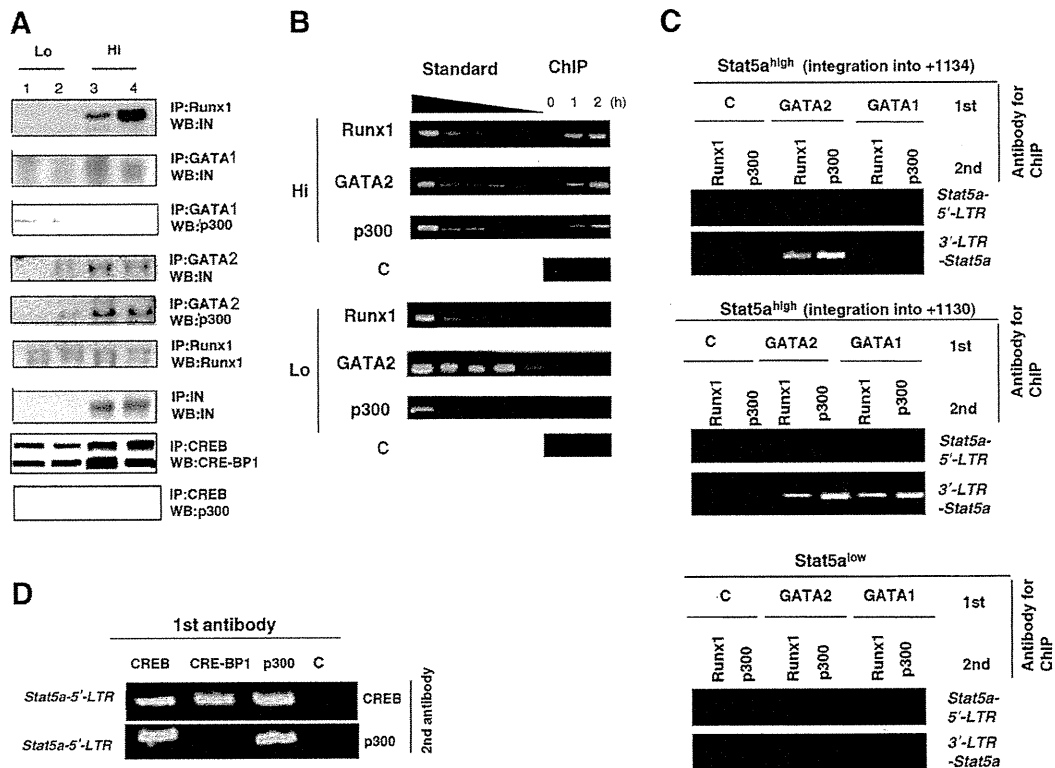 A
Lo Hi
1 2 3 4
IP:Runx1
WB:IN
IP:GATA1
WB:IN
IP:GATA1
WB:p300
IP:GATA2
WB:IN
IP:GATA2
WB:p300
IP:Runx1
WB:Runx1
IP:IN
WB:IN
IP:CREB
WB:CRE-BP1
IP:CREB
WB:p300
B
Standard ChIP
0 1 2 (h)
Hi
Runx1
GATA2
p300
C
Lo
Runx1
GATA2
p300
C
C
Stat5ahigh (integration into +1134)
C GATA2 GATA1 1st
Runx1 p300 Runx1 p300 Runx1 p300 2nd
Antibody for
ChIP
Stat5a-
5'-LTR
3'-LTR
-Stat5a
Stat5ahigh (integration into +1130)
C GATA2 GATA1 1st
Runx1 p300 Runx1 p300 Runx1 p300 2nd
Antibody for
ChIP
Stat5a-
5'-LTR
3'-LTR
-Stat5a
Stat5alow
C GATA2 GATA1 1st
Runx1 p300 Runx1 p300 Runx1 p300 2nd
Antibody for
ChIP
Stat5a-
5'-LTR
3'-LTR
-Stat5a
D
1st antibody
CREB CRE-BP1 p300 C
Stat5a-5'-LTR CREB
Stat5a-5'-LTR p300
2nd antibody